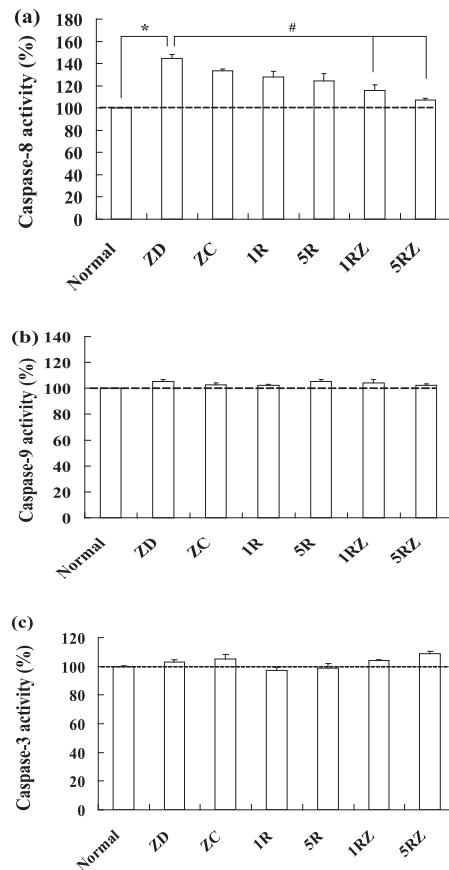 (a)
Caspase-8 activity (%)
180
160
140
120
100
80
60
40
20
0
*
#
Normal
ZD
ZC
1R
5R
1RZ
5RZ
(b)
Caspase-9 activity (%)
140
120
100
80
60
40
20
0
Normal
ZD
ZC
1R
5R
1RZ
5RZ
(c)
Caspase-3 activity (%)
120
100
80
60
40
20
0
Normal
ZD
ZC
1R
5R
1RZ
5RZ